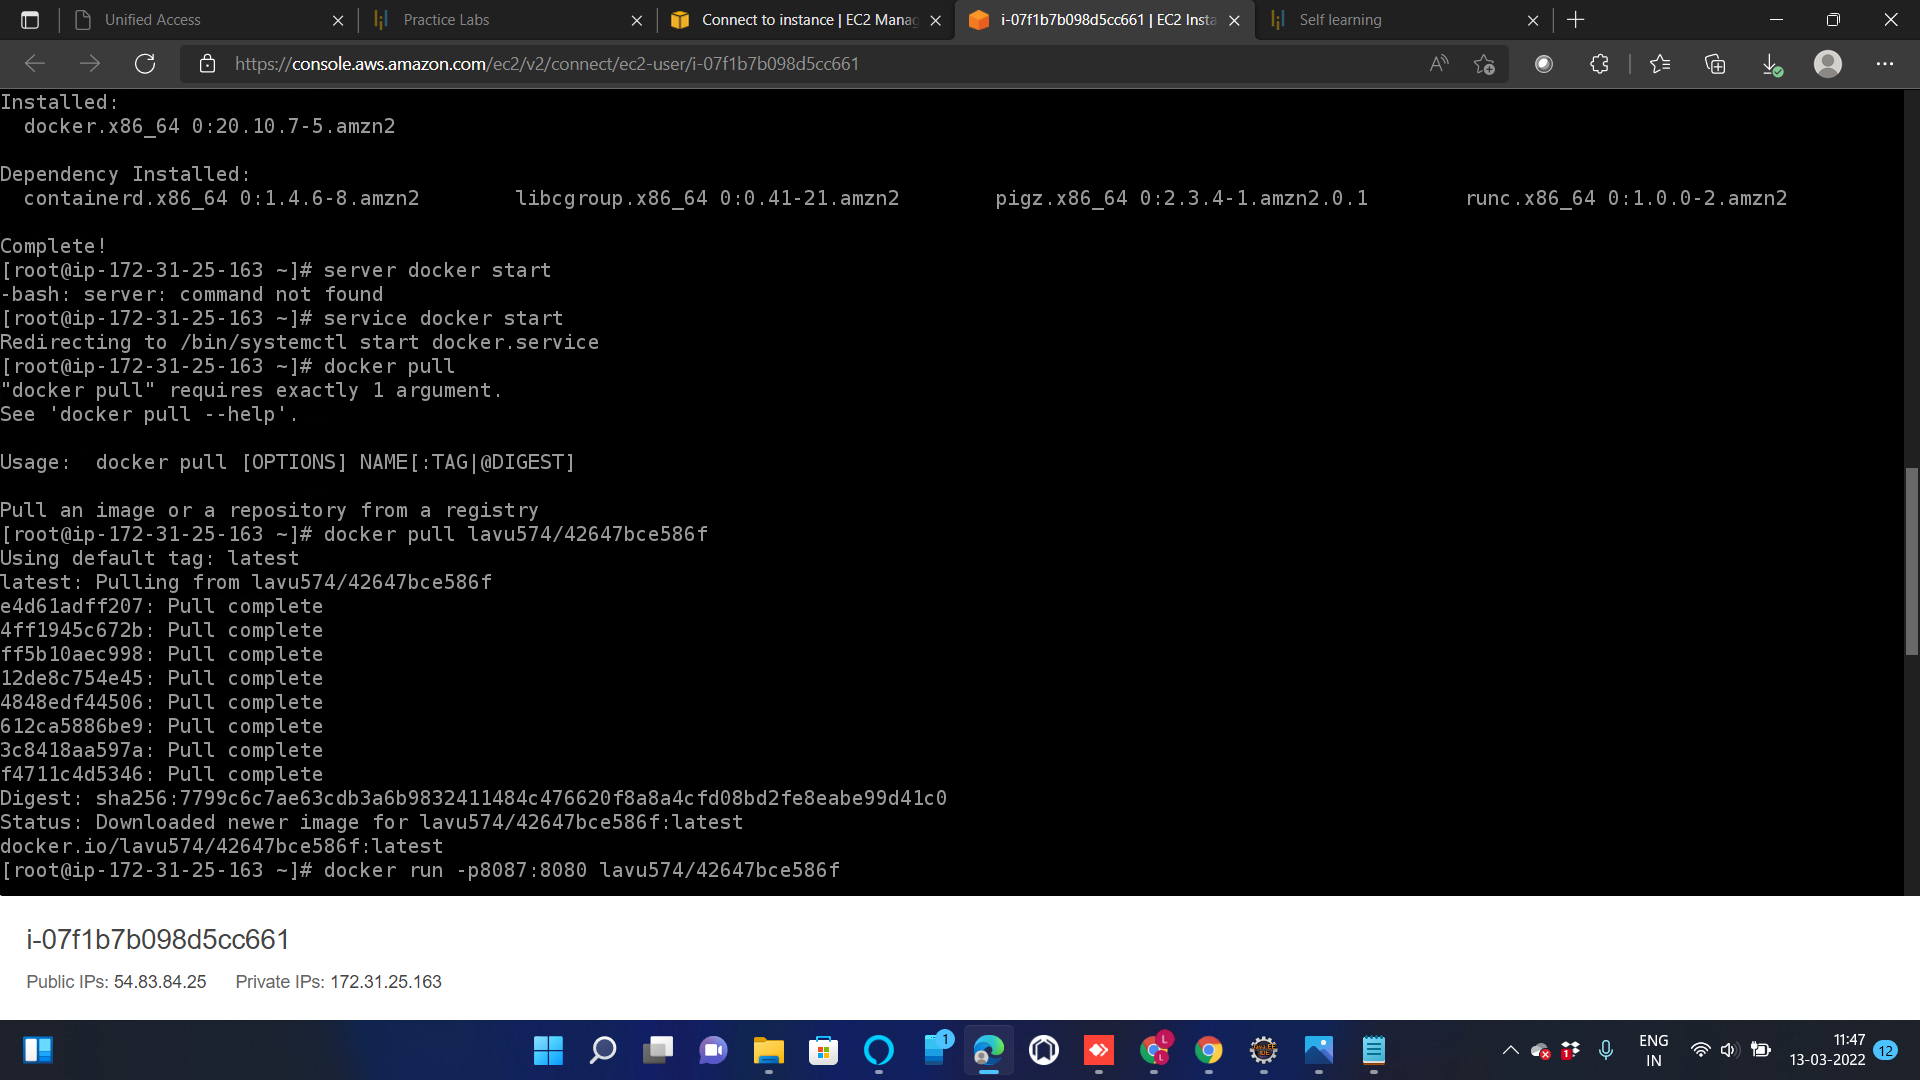 Unified Access
Practice Labs
Connect to instance | EC2 Manag
i-07f1b7b098d5cc661 | EC2 Insta
Self learning
https://console.aws.amazon.com/ec2/v2/connect/ec2-user/i-07f1b7b098d5cc661
Installed:
docker.x86_64 0:20.10.7-5.amzn2
Dependency Installed:
containerd.x86_64 0:1.4.6-8.amzn2 libcgroup.x86_64 0:0.41-21.amzn2 pigz.x86_64 0:2.3.4-1.amzn2.0.1 runc.x86_64 0:1.0.0-2.amzn2
Complete!
[root@ip-172-31-25-163 ~]# server docker start
-bash: server: command not found
[root@ip-172-31-25-163 ~]# service docker start
Redirecting to /bin/systemctl start docker.service
[root@ip-172-31-25-163 ~]# docker pull
"docker pull" requires exactly 1 argument.
See 'docker pull --help'.
Usage:  docker pull [OPTIONS] NAME[:TAG|@DIGEST]
Pull an image or a repository from a registry
[root@ip-172-31-25-163 ~]# docker pull lavu574/42647bce586f
Using default tag: latest
latest: Pulling from lavu574/42647bce586f
e4d61adff207: Pull complete
4ff1945c672b: Pull complete
ff5b10aec998: Pull complete
12de8c754e45: Pull complete
4848edf44506: Pull complete
612ca5886be9: Pull complete
3c8418aa597a: Pull complete
f4711c4d5346: Pull complete
Digest: sha256:7799c6c7ae63cdb3a6b9832411484c476620f8a8a4cfd08bd2fe8eabe99d41c0
Status: Downloaded newer image for lavu574/42647bce586f:latest
docker.io/lavu574/42647bce586f:latest
[root@ip-172-31-25-163 ~]# docker run -p8087:8080 lavu574/42647bce586f
i-07f1b7b098d5cc661
Public IPs: 54.83.84.25 Private IPs: 172.31.25.163
1
L
L
1
ENG
IN
11:47
13-03-2022
12